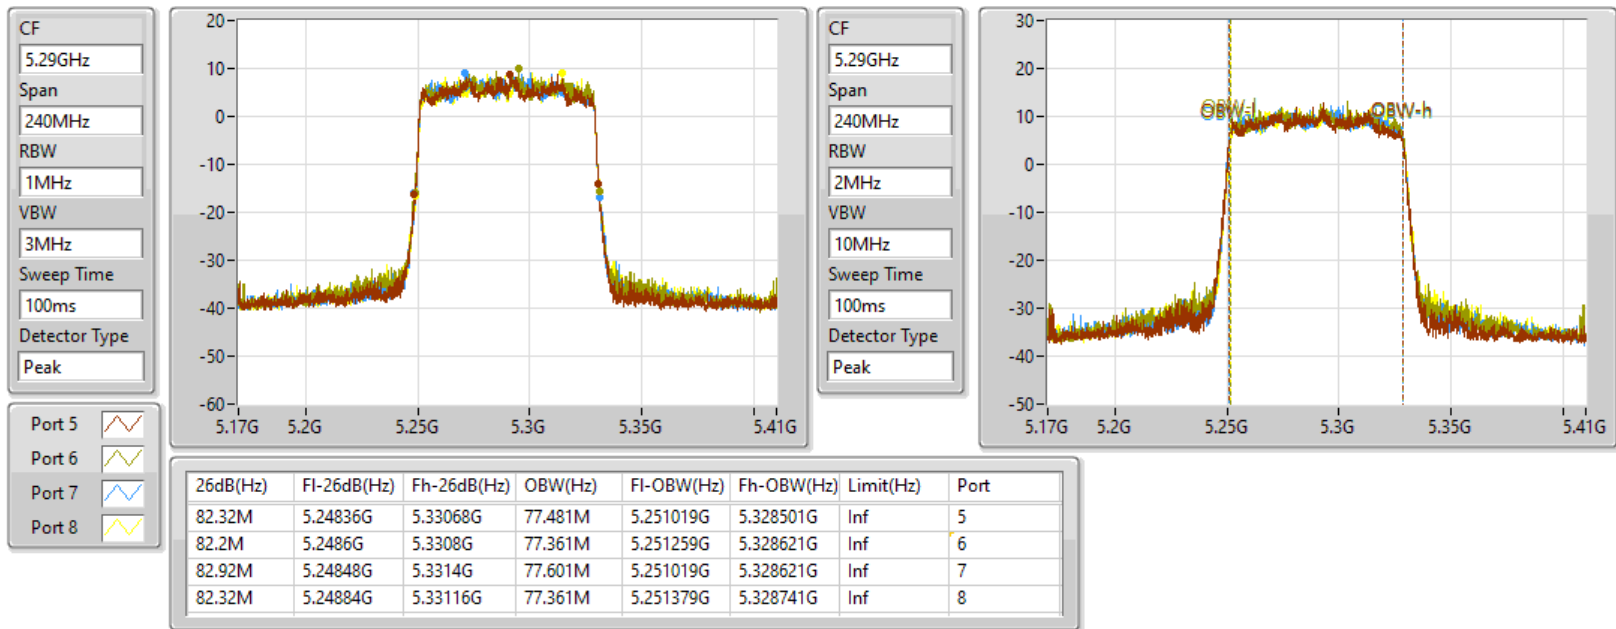 CF
5.29GHz
Span
240MHz
RBW
1MHz
VBW
3MHz
Sweep Time
100ms
Detector Type
Peak
20
10
0
-10
-20
-30
-40
-50
-60
5.17G 5.2G 5.25G 5.3G 5.35G 5.41G
CF
5.29GHz
Span
240MHz
RBW
2MHz
VBW
10MHz
Sweep Time
100ms
Detector Type
Peak
30
20
10
0
-10
-20
-30
-40
-50
OBW-l OBW-h
5.17G 5.2G 5.25G 5.3G 5.35G 5.41G
Port 5
Port 6
Port 7
Port 8
26dB(Hz) Fl-26dB(Hz) Fh-26dB(Hz) OBW(Hz) Fl-OBW(Hz) Fh-OBW(Hz) Limit(Hz) Port
82.32M 5.24836G 5.33068G 77.481M 5.251019G 5.328501G Inf 5
82.2M 5.2486G 5.3308G 77.361M 5.251259G 5.328621G Inf 6
82.92M 5.24848G 5.3314G 77.601M 5.251019G 5.328621G Inf 7
82.32M 5.24884G 5.33116G 77.361M 5.251379G 5.328741G Inf 8